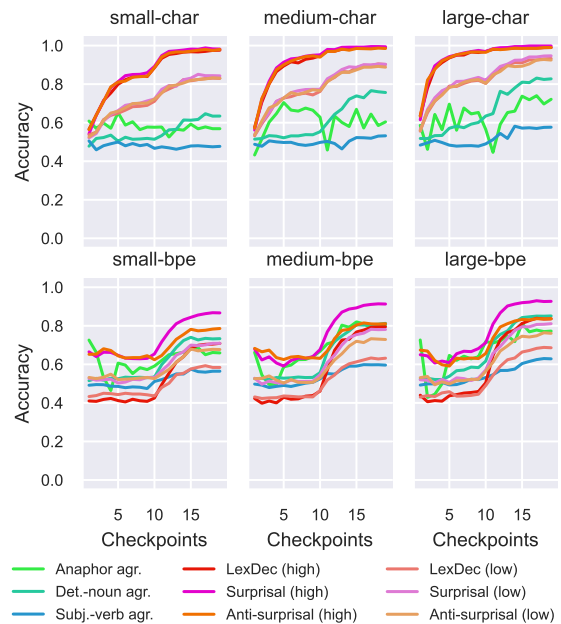 small-char medium-char large-char
1.0
0.8
0.6
0.4
0.2
0.0
Accuracy
small-bpe medium-bpe large-bpe
1.0
0.8
0.6
0.4
0.2
0.0
Accuracy
5 10 15 5 10 15 5 10 15
Checkpoints Checkpoints Checkpoints
Anaphor agr. LexDec (high) LexDec (low)
Det.-noun agr. Surprisal (high) Surprisal (low)
Subj.-verb agr. Anti-surprisal (high) Anti-surprisal (low)